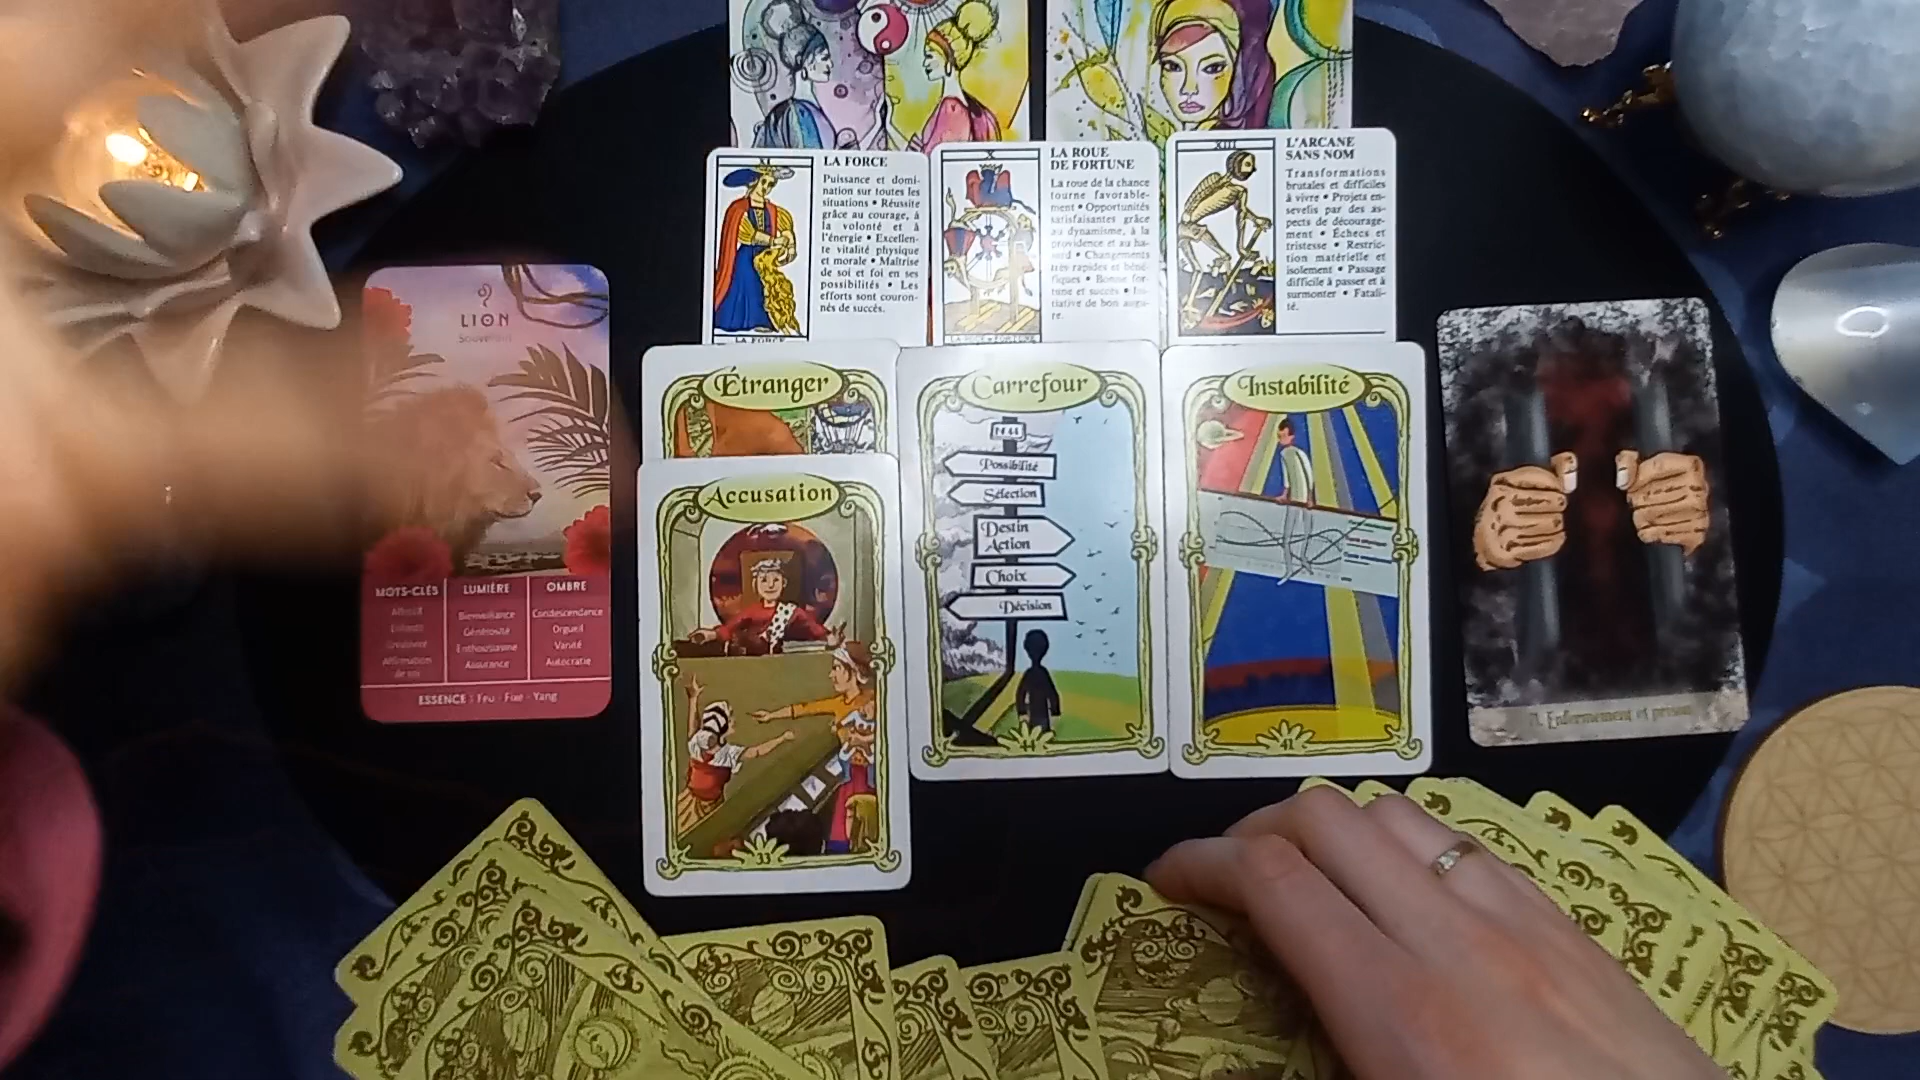 XI
LA FORCE
Puissance et domi-
nation sur toutes les
situations • Réussite
grâce au courage, à
la volonté et à
l'énergie • Excellen-
te vitalité physique
et morale • Maîtrise
de soi et foi en ses
possibilités • Les
efforts sont couron-
nés de succès.
LA FORCE
X
LA ROUE
DE FORTUNE
La roue de la chance
tourne favorable-
ment • Opportunités
satisfaisantes grâce
au dynamisme, à la
providence et au ha-
sard • Changements
très rapides et béné-
fiques • Bonne for-
tune et succès • Ini-
tiative de bon augu-
re.
XIII
L'ARCANE
SANS NOM
Transformations
brutales et difficiles
à vivre • Projets en-
sevelis par des as-
pects de décourage-
ment • Échecs et
tristesse • Restric-
tion matérielle et
isolement • Passage
difficile à passer et à
surmonter • Fatali-
té.
LION
MOTS-CLÉS
Affirmation
de soi
LUMIÈRE
Bienveillance
Générosité
Enthousiasme
Assurance
OMBRE
Condescendance
Orgueil
Vanité
Autocratie
ESSENCE : Feu - Fixe - Yang
Étranger
Accusation
33
Carrefour
Possibilité
Sélection
Destin
Action
Choix
Décision
44
Instabilité
41
Enfermement et prison